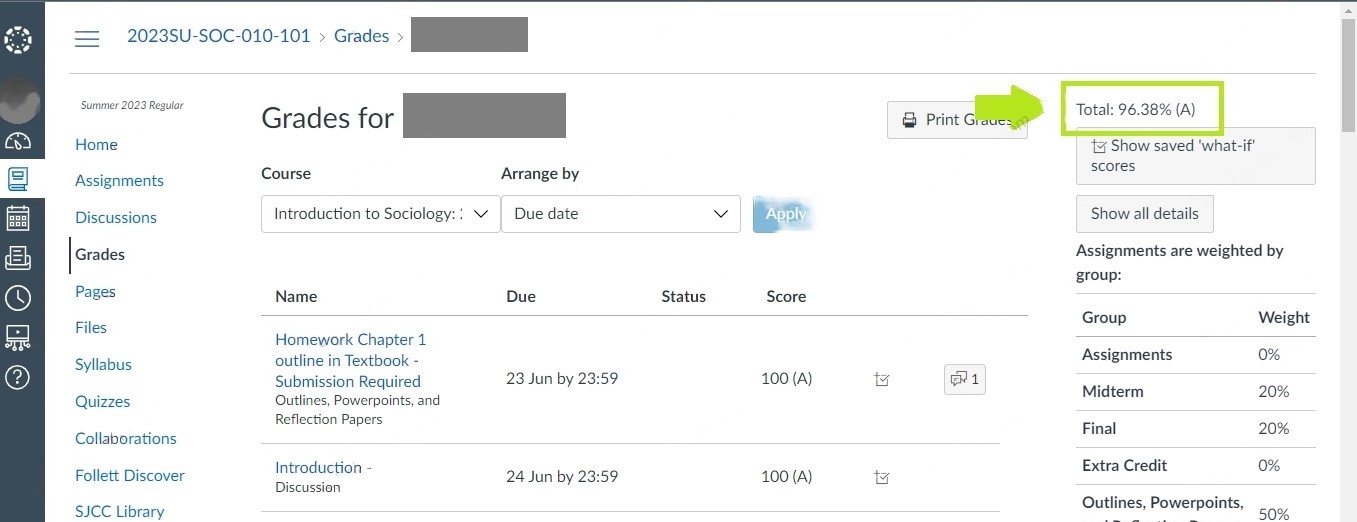 2023SU-SOC-010-101 > Grades >
Summer 2023 Regular
Home
Assignments
Discussions
Grades
Pages
Files
Syllabus
Quizzes
Collaborations
Follett Discover
SJCC Library
Grades for
Print Grades
Course
Arrange by
Introduction to Sociology:
Due date
Apply
Name Due Status Score
Homework Chapter 1
outline in Textbook -
Submission Required
Outlines, Powerpoints, and
Reflection Papers
23 Jun by 23:59
100 (A)
1
Introduction -
Discussion
24 Jun by 23:59
100 (A)
Total: 96.38% (A)
Show saved 'what-if'
scores
Show all details
Assignments are weighted by
group:
Group Weight
Assignments 0%
Midterm 20%
Final 20%
Extra Credit 0%
Outlines, Powerpoints,
50%